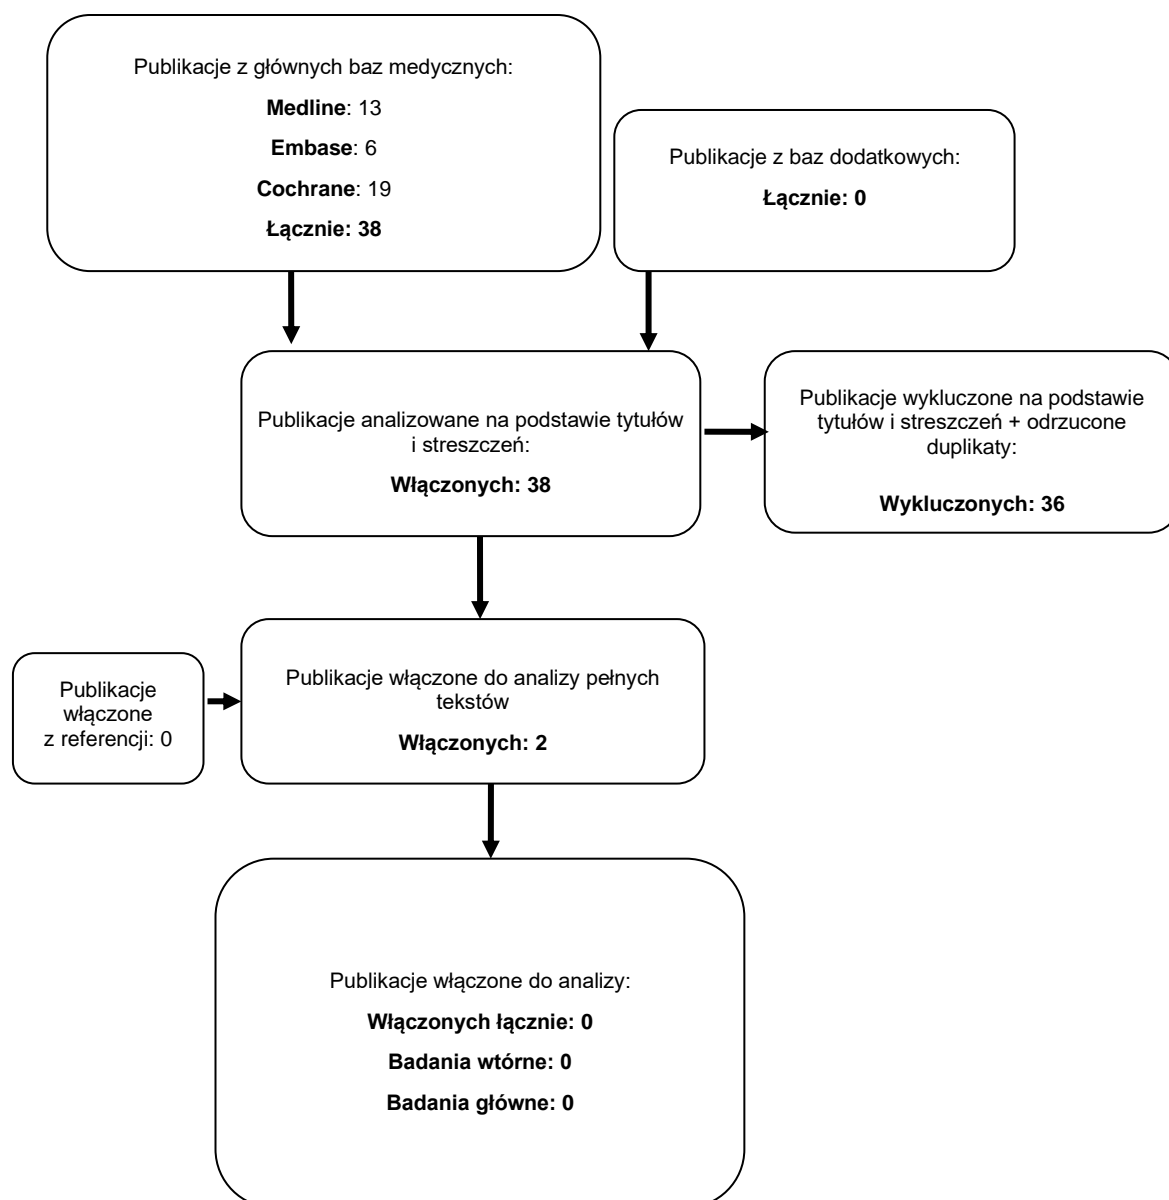 Publikacje z głównych baz medycznych:
Medline: 13
Embase: 6
Cochrane: 19
Łącznie: 38
Publikacje z baz dodatkowych:
Łącznie: 0
Publikacje analizowane na podstawie tytułów
i streszczeń:
Włączonych: 38
Publikacje wykluczone na podstawie
tytułów i streszczeń + odrzucone
duplikaty:
Wykluczonych: 36
Publikacje
włączone
z referencji: 0
Publikacje włączone do analizy pełnych
tekstów
Włączonych: 2
Publikacje włączone do analizy:
Włączonych łącznie: 0
Badania wtórne: 0
Badania główne: 0